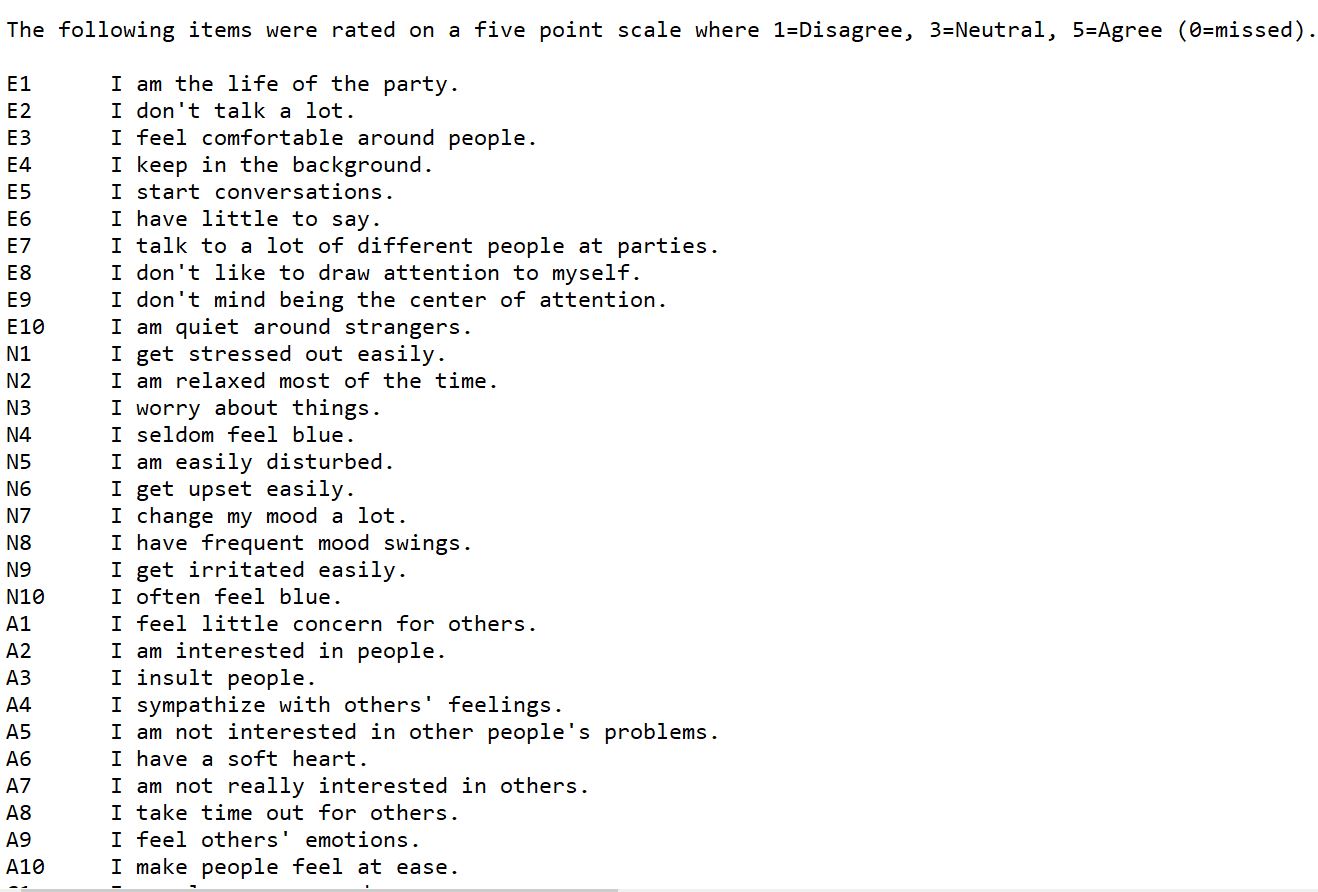 The following items were rated on a five point scale where 1=Disagree, 3=Neutral, 5=Agree (0=missed).
E1 I am the life of the party.
E2 I don't talk a lot.
E3 I feel comfortable around people.
E4 I keep in the background.
E5 I start conversations.
E6 I have little to say.
E7 I talk to a lot of different people at parties.
E8 I don't like to draw attention to myself.
E9 I don't mind being the center of attention.
E10 I am quiet around strangers.
N1 I get stressed out easily.
N2 I am relaxed most of the time.
N3 I worry about things.
N4 I seldom feel blue.
N5 I am easily disturbed.
N6 I get upset easily.
N7 I change my mood a lot.
N8 I have frequent mood swings.
N9 I get irritated easily.
N10 I often feel blue.
A1 I feel little concern for others.
A2 I am interested in people.
A3 I insult people.
A4 I sympathize with others' feelings.
A5 I am not interested in other people's problems.
A6 I have a soft heart.
A7 I am not really interested in others.
A8 I take time out for others.
A9 I feel others' emotions.
A10 I make people feel at ease.